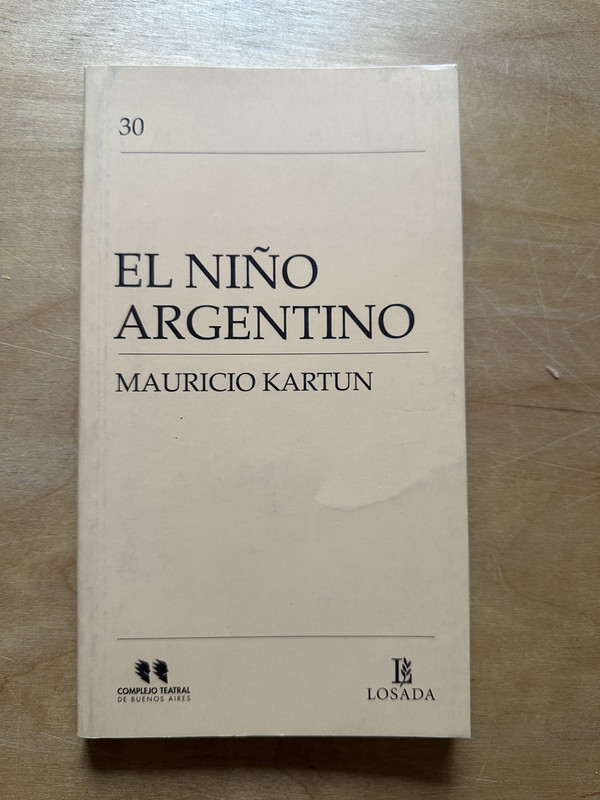 30
EL NIÑO
ARGENTINO
MAURICIO KARTUN
COMPLEJO TEATRAL
DE BUENOS AIRES
L
LOSADA